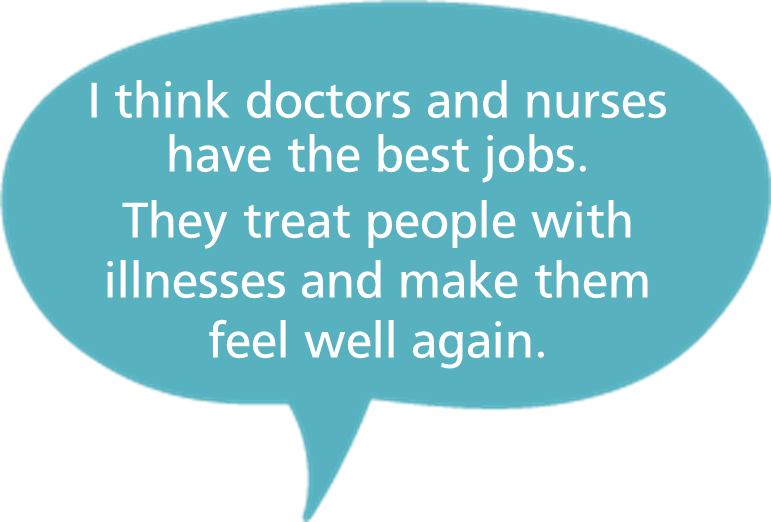 I think doctors and nurses
have the best jobs.
They treat people with
illnesses and make them
feel well again.